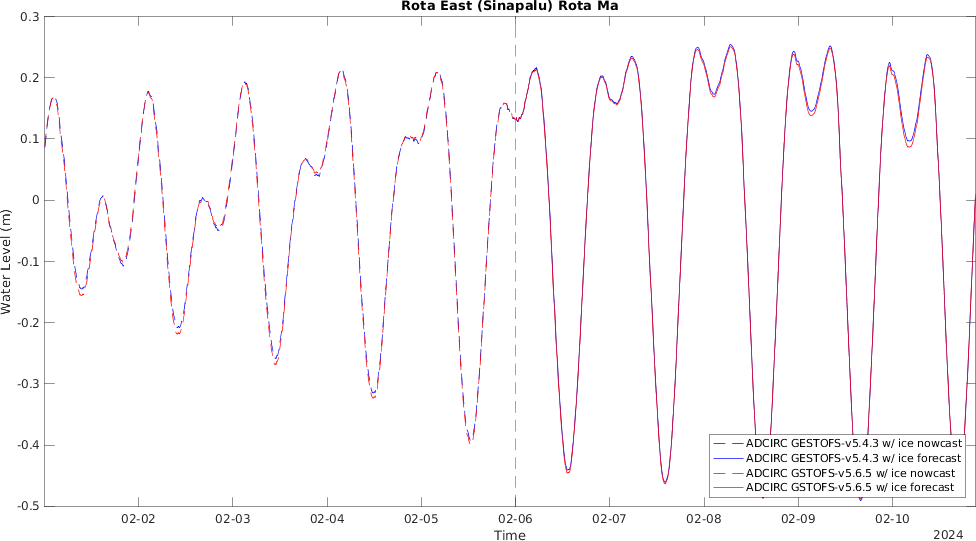 Rota East (Sinapalu) Rota Ma
0.3
0.2
0.1
0
-0.1
-0.2
-0.3
-0.4
-0.5
Water Level (m)
ADCIRC GESTOFS-v5.4.3 w/ ice nowcast
ADCIRC GESTOFS-v5.4.3 w/ ice forecast
ADCIRC GSTOFS-v5.6.5 w/ ice nowcast
ADCIRC GSTOFS-v5.6.5 w/ ice forecast
02-02 02-03 02-04 02-05 02-06 02-07 02-08 02-09 02-10
Time
2024